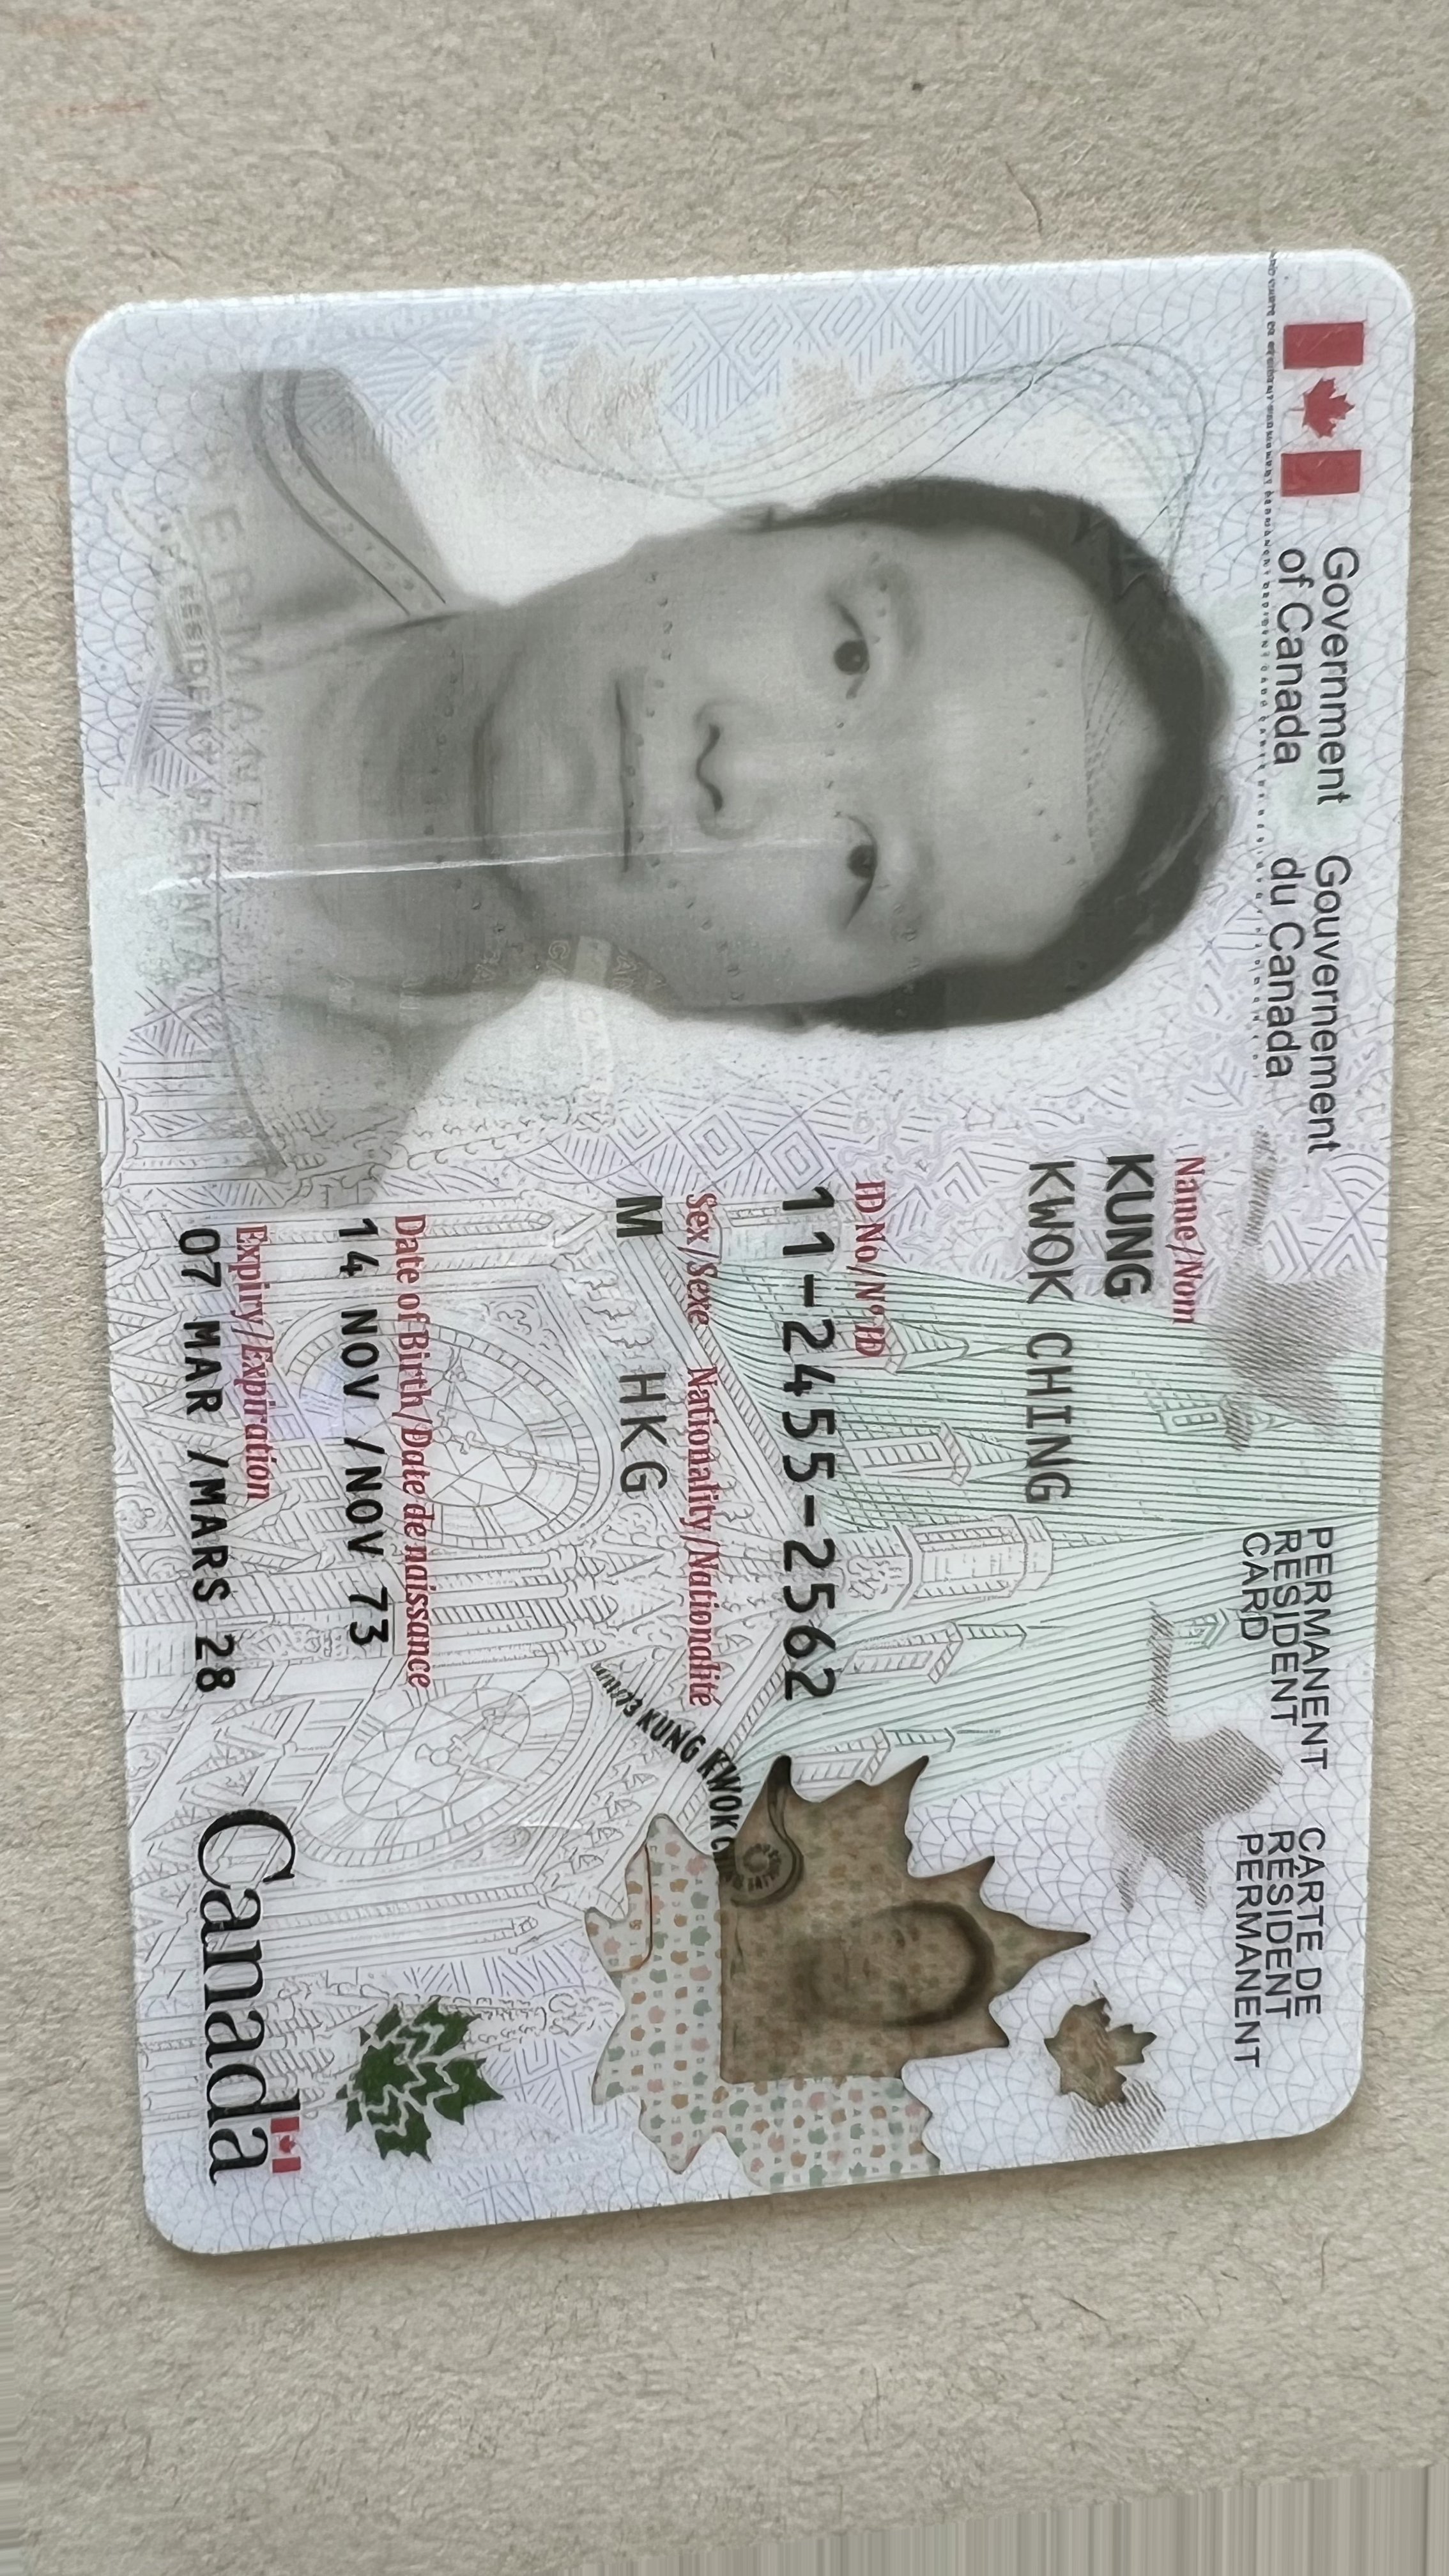 Government of Canada
Gouvernement du Canada
PERMANENT RESIDENT CARD
CARTE DE RÉSIDENT PERMANENT
Name/Nom
KUNG
KWOK CHING
ID No/Nº ID
11-2455-2562
Sex/Sexe Nationality/Nationalité
M HKG
Date of Birth/Date de naissance
14 NOV /NOV 73
Expiry/Expiration
07 MAR /MARS 28
KUNG KWOK
Canada